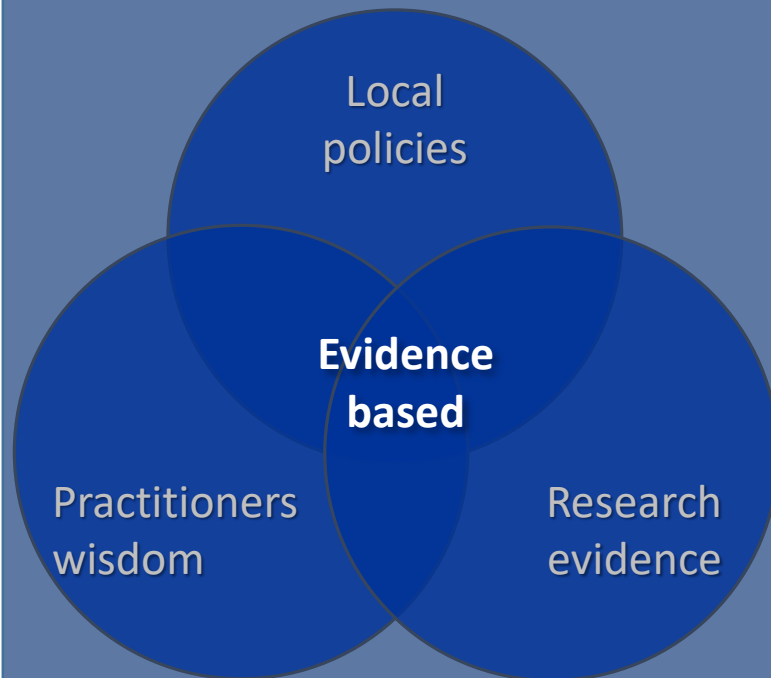 Local
policies
Evidence
based
Practitioners
wisdom
Research
evidence